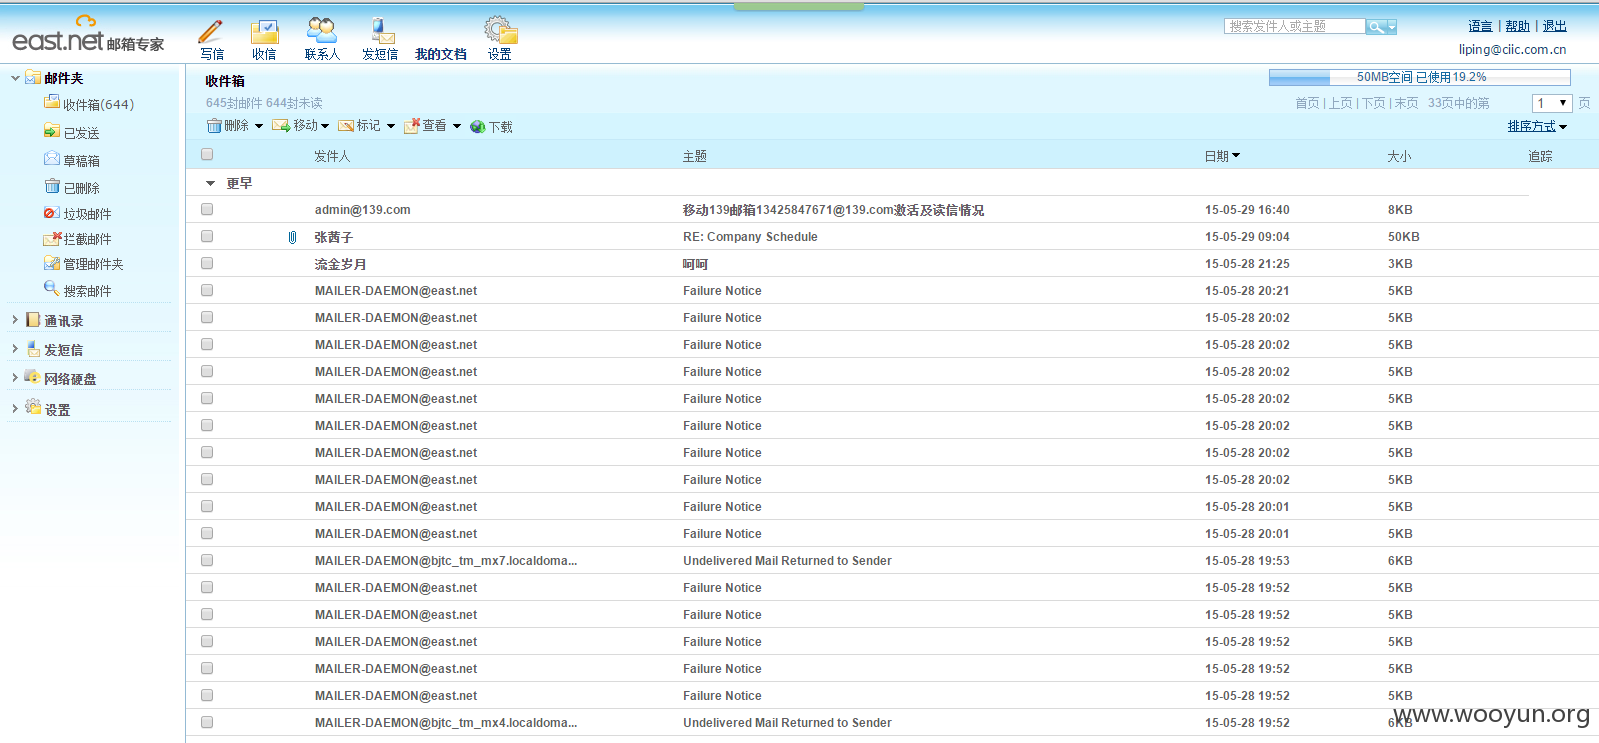 east.net 邮箱专家
写信 收信 联系人 发短信 我的文档 设置
搜索发件人或主题
语言 | 帮助 | 退出
liping@ciic.com.cn
邮件夹
收件箱(644)
已发送
草稿箱
已删除
垃圾邮件
拦截邮件
管理邮件夹
搜索邮件
通讯录
发短信
网络硬盘
设置
收件箱
50MB空间 已使用19.2%
645封邮件 644封未读
首页 | 上页 | 下页 | 末页 33页中的第 1 页
删除 移动 标记 查看 下载
排序方式
发件人 主题 日期 大小 追踪
更早
admin@139.com 移动139邮箱13425847671@139.com激活及读信情况 15-05-29 16:40 8KB
张茜子 RE: Company Schedule 15-05-29 09:04 50KB
流金岁月 呵呵 15-05-28 21:25 3KB
MAILER-DAEMON@east.net Failure Notice 15-05-28 20:21 5KB
MAILER-DAEMON@east.net Failure Notice 15-05-28 20:02 5KB
MAILER-DAEMON@east.net Failure Notice 15-05-28 20:02 5KB
MAILER-DAEMON@east.net Failure Notice 15-05-28 20:02 5KB
MAILER-DAEMON@east.net Failure Notice 15-05-28 20:02 5KB
MAILER-DAEMON@east.net Failure Notice 15-05-28 20:02 5KB
MAILER-DAEMON@east.net Failure Notice 15-05-28 20:02 5KB
MAILER-DAEMON@east.net Failure Notice 15-05-28 20:02 5KB
MAILER-DAEMON@east.net Failure Notice 15-05-28 20:01 5KB
MAILER-DAEMON@east.net Failure Notice 15-05-28 20:01 5KB
MAILER-DAEMON@bjtc_tm_mx7.localdoma... Undelivered Mail Returned to Sender 15-05-28 19:53 6KB
MAILER-DAEMON@east.net Failure Notice 15-05-28 19:52 5KB
MAILER-DAEMON@east.net Failure Notice 15-05-28 19:52 5KB
MAILER-DAEMON@east.net Failure Notice 15-05-28 19:52 5KB
MAILER-DAEMON@east.net Failure Notice 15-05-28 19:52 5KB
MAILER-DAEMON@east.net Failure Notice 15-05-28 19:52 5KB
MAILER-DAEMON@bjtc_tm_mx4.localdoma... Undelivered Mail Returned to Sender 15-05-28 19:52 6KB
www.wooyun.org